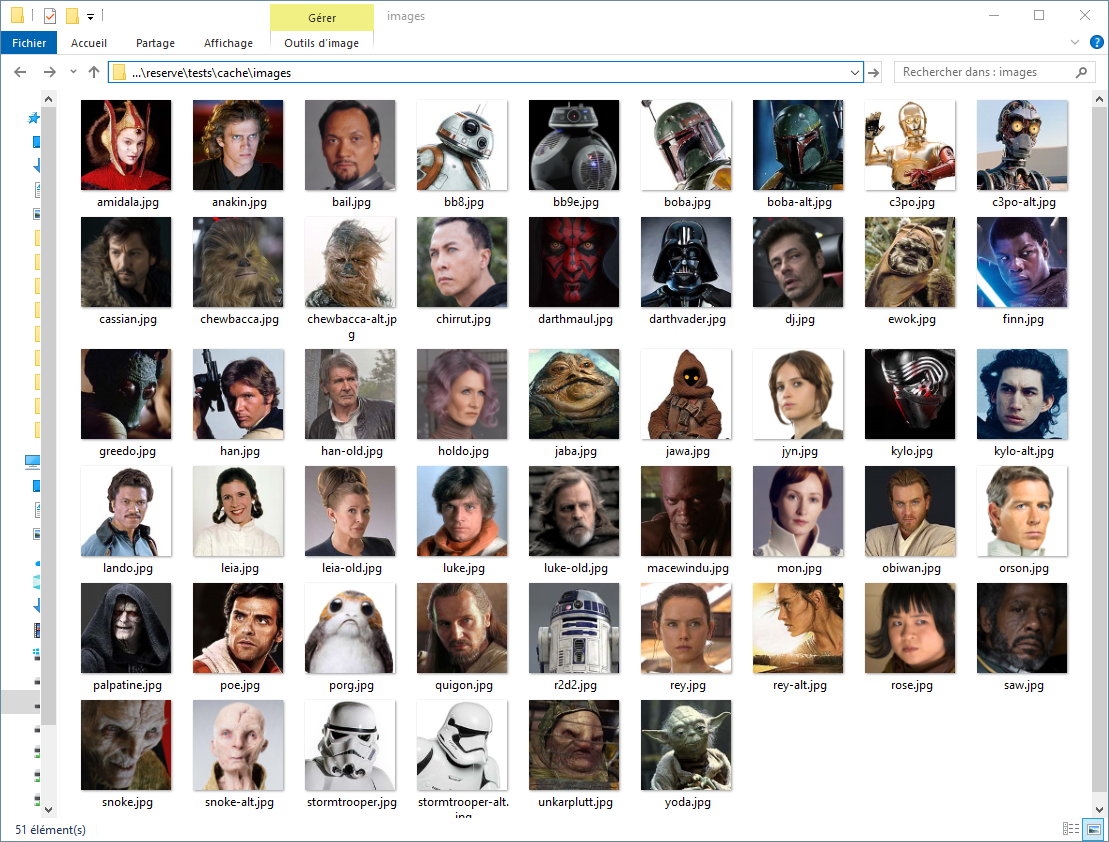 Gérer
images
Fichier
Accueil
Partage
Affichage
Outils d'image
...\reserve\tests\cache\images
Rechercher dans : images
amidala.jpg
anakin.jpg
bail.jpg
bb8.jpg
bb9e.jpg
boba.jpg
boba-alt.jpg
c3po.jpg
c3po-alt.jpg
cassian.jpg
chewbacca.jpg
chewbacca-alt.jp
g
chirrut.jpg
darthmaul.jpg
darthvader.jpg
dj.jpg
ewok.jpg
finn.jpg
greedo.jpg
han.jpg
han-old.jpg
holdo.jpg
jaba.jpg
jawa.jpg
jyn.jpg
kylo.jpg
kylo-alt.jpg
lando.jpg
leia.jpg
leia-old.jpg
luke.jpg
luke-old.jpg
macewindu.jpg
mon.jpg
obiwan.jpg
orson.jpg
palpatine.jpg
poe.jpg
porg.jpg
quigon.jpg
r2d2.jpg
rey.jpg
rey-alt.jpg
rose.jpg
saw.jpg
snoke.jpg
snoke-alt.jpg
stormtrooper.jpg
stormtrooper-alt.
jpg
unkarplutt.jpg
yoda.jpg
51 élément(s)